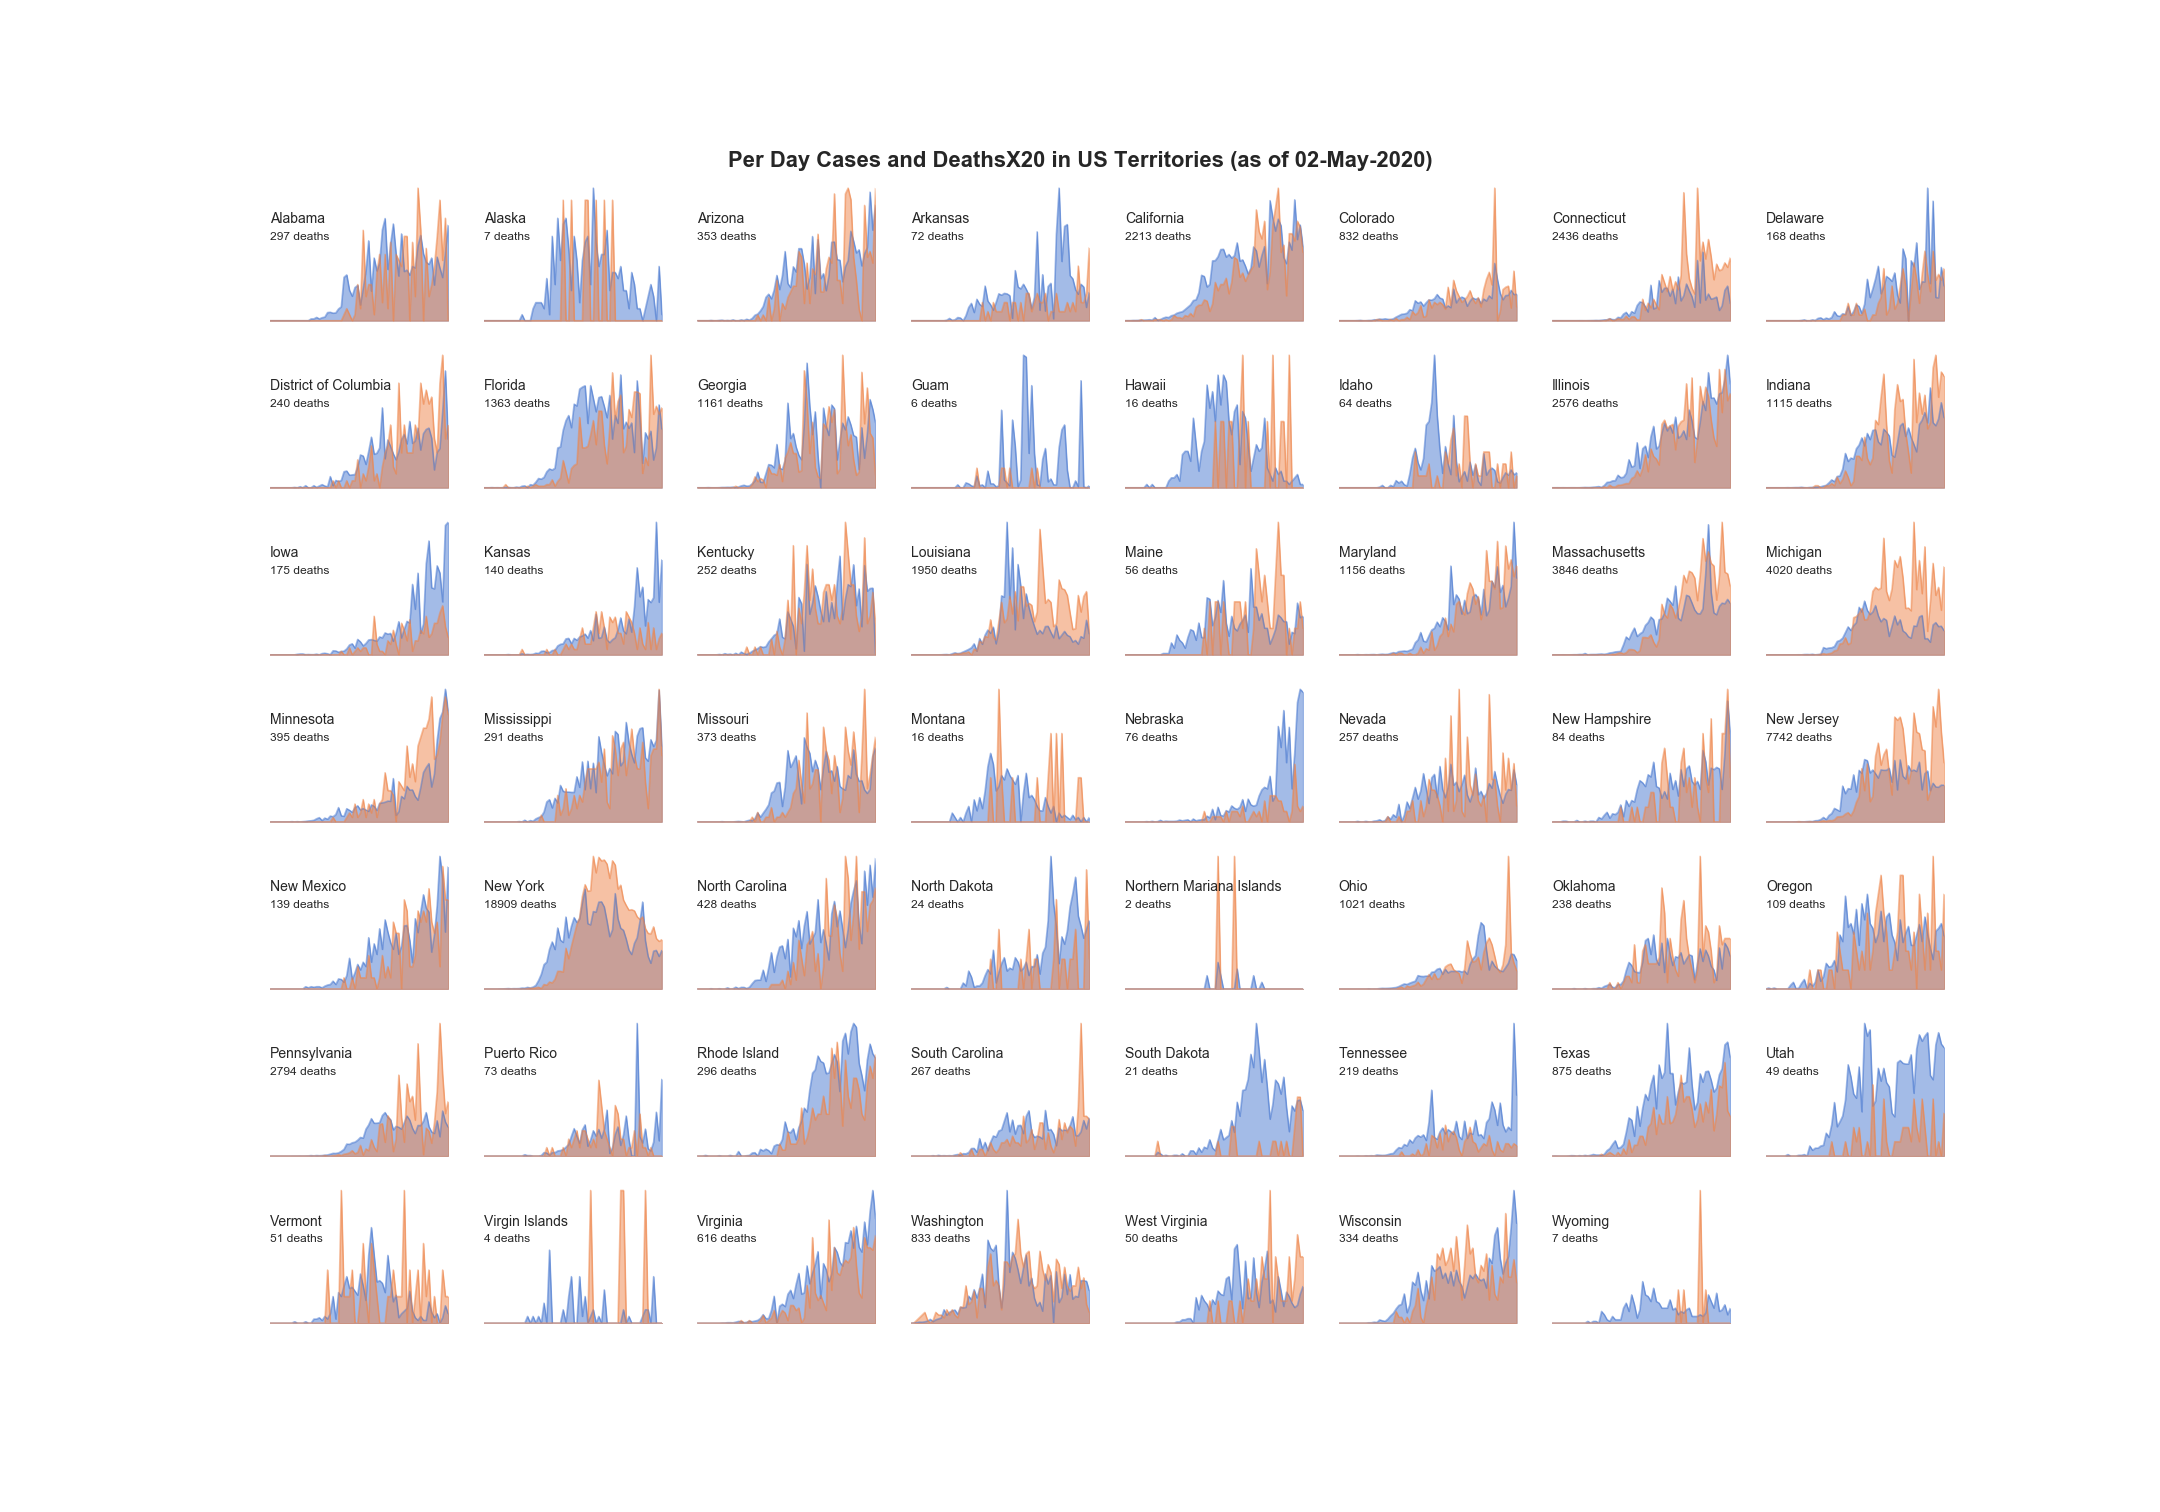 Per Day Cases and DeathsX20 in US Territories (as of 02-May-2020)
Alabama
297 deaths
Alaska
7 deaths
Arizona
353 deaths
Arkansas
72 deaths
California
2213 deaths
Colorado
832 deaths
Connecticut
2436 deaths
Delaware
168 deaths
District of Columbia
240 deaths
Florida
1363 deaths
Georgia
1161 deaths
Guam
6 deaths
Hawaii
16 deaths
Idaho
64 deaths
Illinois
2576 deaths
Indiana
1115 deaths
Iowa
175 deaths
Kansas
140 deaths
Kentucky
252 deaths
Louisiana
1950 deaths
Maine
56 deaths
Maryland
1156 deaths
Massachusetts
3846 deaths
Michigan
4020 deaths
Minnesota
395 deaths
Mississippi
291 deaths
Missouri
373 deaths
Montana
16 deaths
Nebraska
76 deaths
Nevada
257 deaths
New Hampshire
84 deaths
New Jersey
7742 deaths
New Mexico
139 deaths
New York
18909 deaths
North Carolina
428 deaths
North Dakota
24 deaths
Northern Mariana Islands
2 deaths
Ohio
1021 deaths
Oklahoma
238 deaths
Oregon
109 deaths
Pennsylvania
2794 deaths
Puerto Rico
73 deaths
Rhode Island
296 deaths
South Carolina
267 deaths
South Dakota
21 deaths
Tennessee
219 deaths
Texas
875 deaths
Utah
49 deaths
Vermont
51 deaths
Virgin Islands
4 deaths
Virginia
616 deaths
Washington
833 deaths
West Virginia
50 deaths
Wisconsin
334 deaths
Wyoming
7 deaths